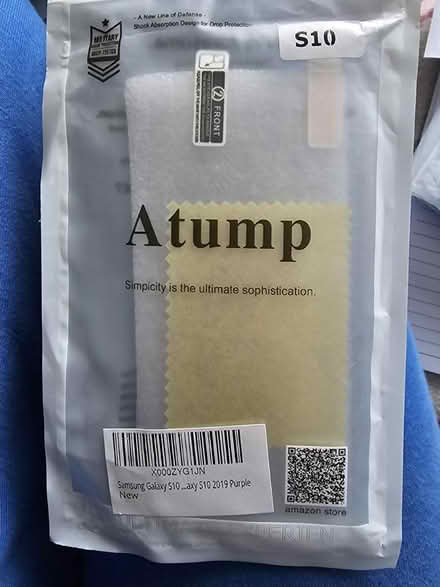 - A New Line of Defense -
Shock Absorption Design for Drop Protection
MILITARY
S10
2
FRONT
Atump
Simpicity is the ultimate sophistication.
X000ZYG1JN
Samsung Galaxy S10 ...axy S10 2019 Purple
New
amazon store